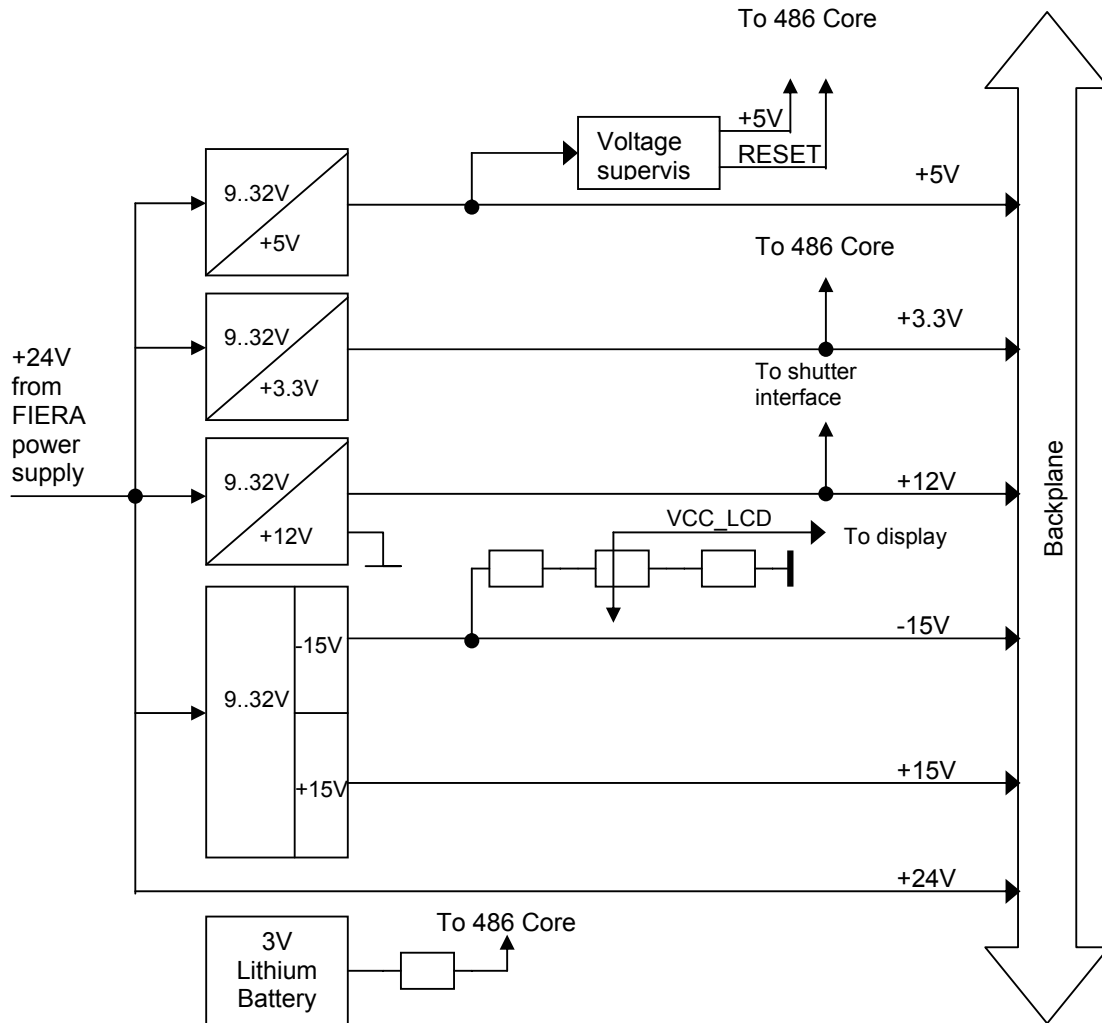 To 486 Core
+5V
Voltage
supervis
RESET
+5V
9..32V
+5V
To 486 Core
9..32V
+3.3V
+3.3V
+24V
from
FIERA
power
supply
To shutter
interface
9..32V
+12V
+12V
VCC_LCD
To display
Backplane
-15V
-15V
9..32V
+15V
+15V
+24V
To 486 Core
3V
Lithium
Battery